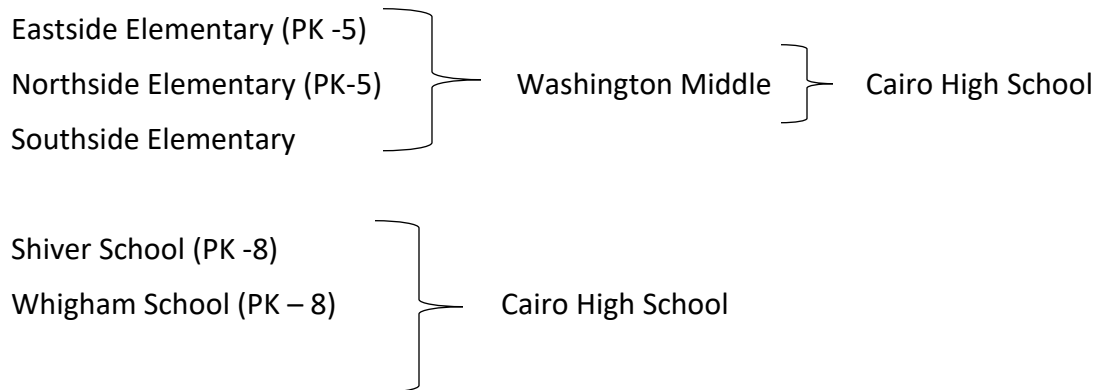 Eastside Elementary (PK -5)
Northside Elementary (PK-5) Washington Middle Cairo High School
Southside Elementary
Shiver School (PK -8)
Whigham School (PK – 8) Cairo High School